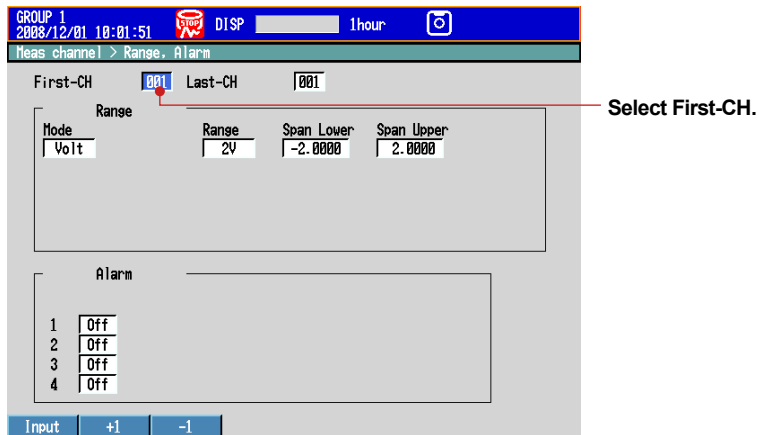 GROUP 1
2008/12/01 10:01:51
STOP
DISP
1hour
Meas channel > Range, Alarm
First-CH 001 Last-CH 001
Select First-CH.
Range
Mode Range Span Lower Span Upper
Volt 2V -2.0000 2.0000
Alarm
1 Off
2 Off
3 Off
4 Off
Input +1 -1